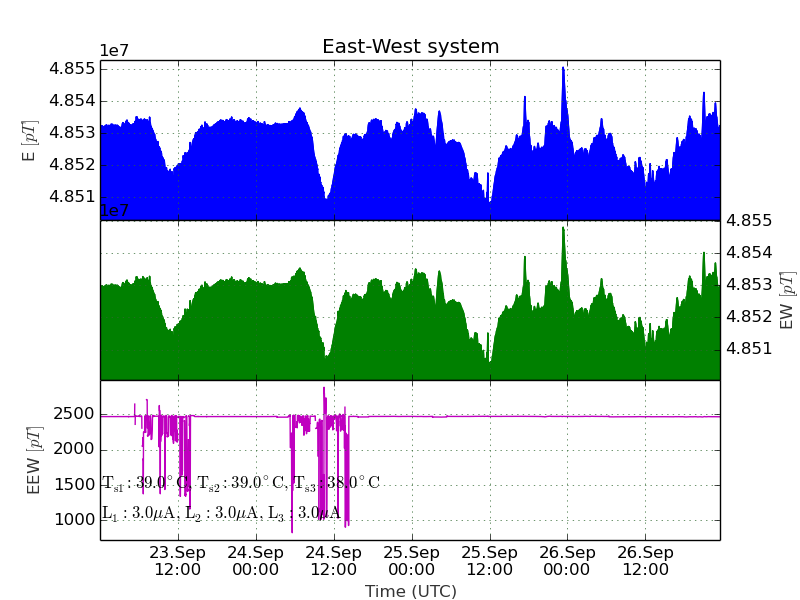 East-West system
1e7
4.855
4.854
4.853
4.852
4.851
E [pT]
1e7
4.855
4.854
4.853
4.852
4.851
EW [pT]
2500
2000
1500
1000
EEW [pT]
T_s1 : 39.0°C, T_s2 : 39.0°C, T_s3 : 38.0°C
L_1 : 3.0μA, L_2 : 3.0μA, L_3 : 3.0μA
23.Sep 24.Sep 24.Sep 25.Sep 25.Sep 26.Sep 26.Sep
12:00 00:00 12:00 00:00 12:00 00:00 12:00
Time (UTC)